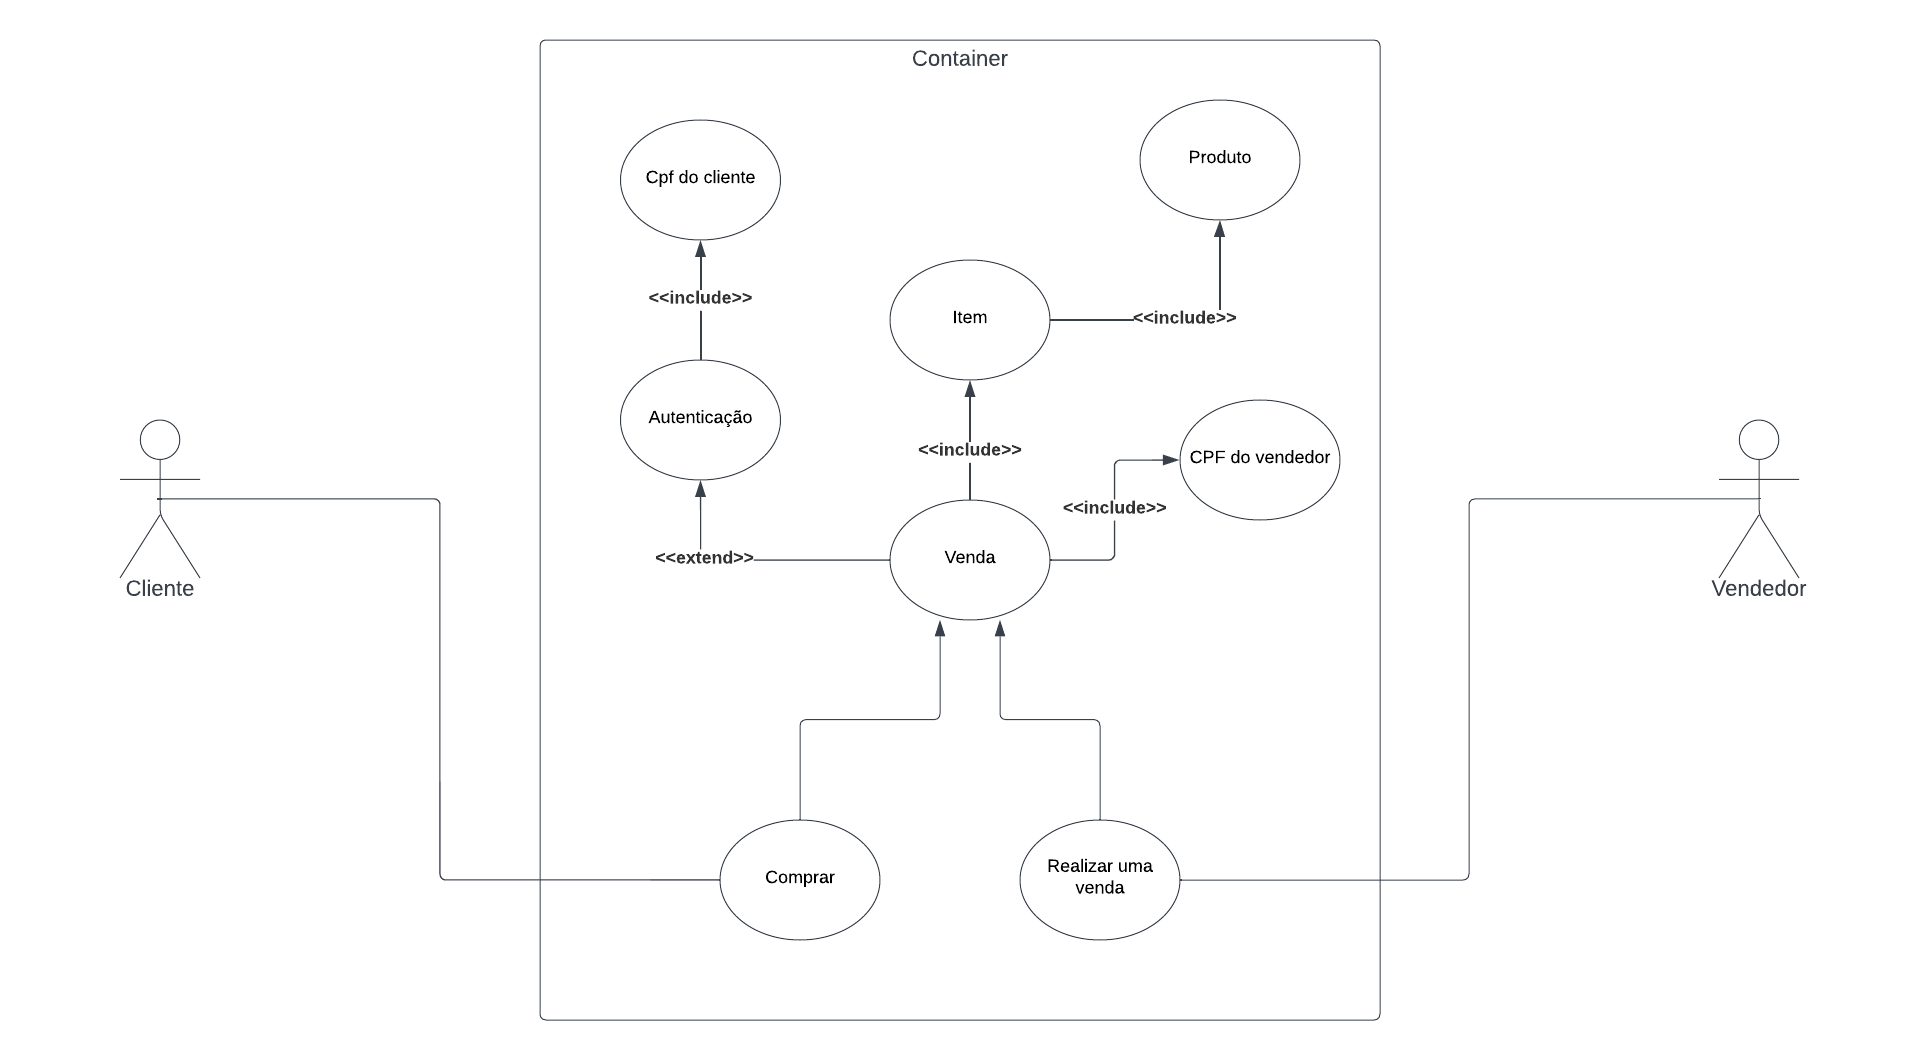 Container
Cpf do cliente
Produto
<<include>>
Item
<<include>>
Autenticação
<<include>>
CPF do vendedor
<<include>>
<<extend>>
Venda
Cliente
Vendedor
Comprar
Realizar uma
venda